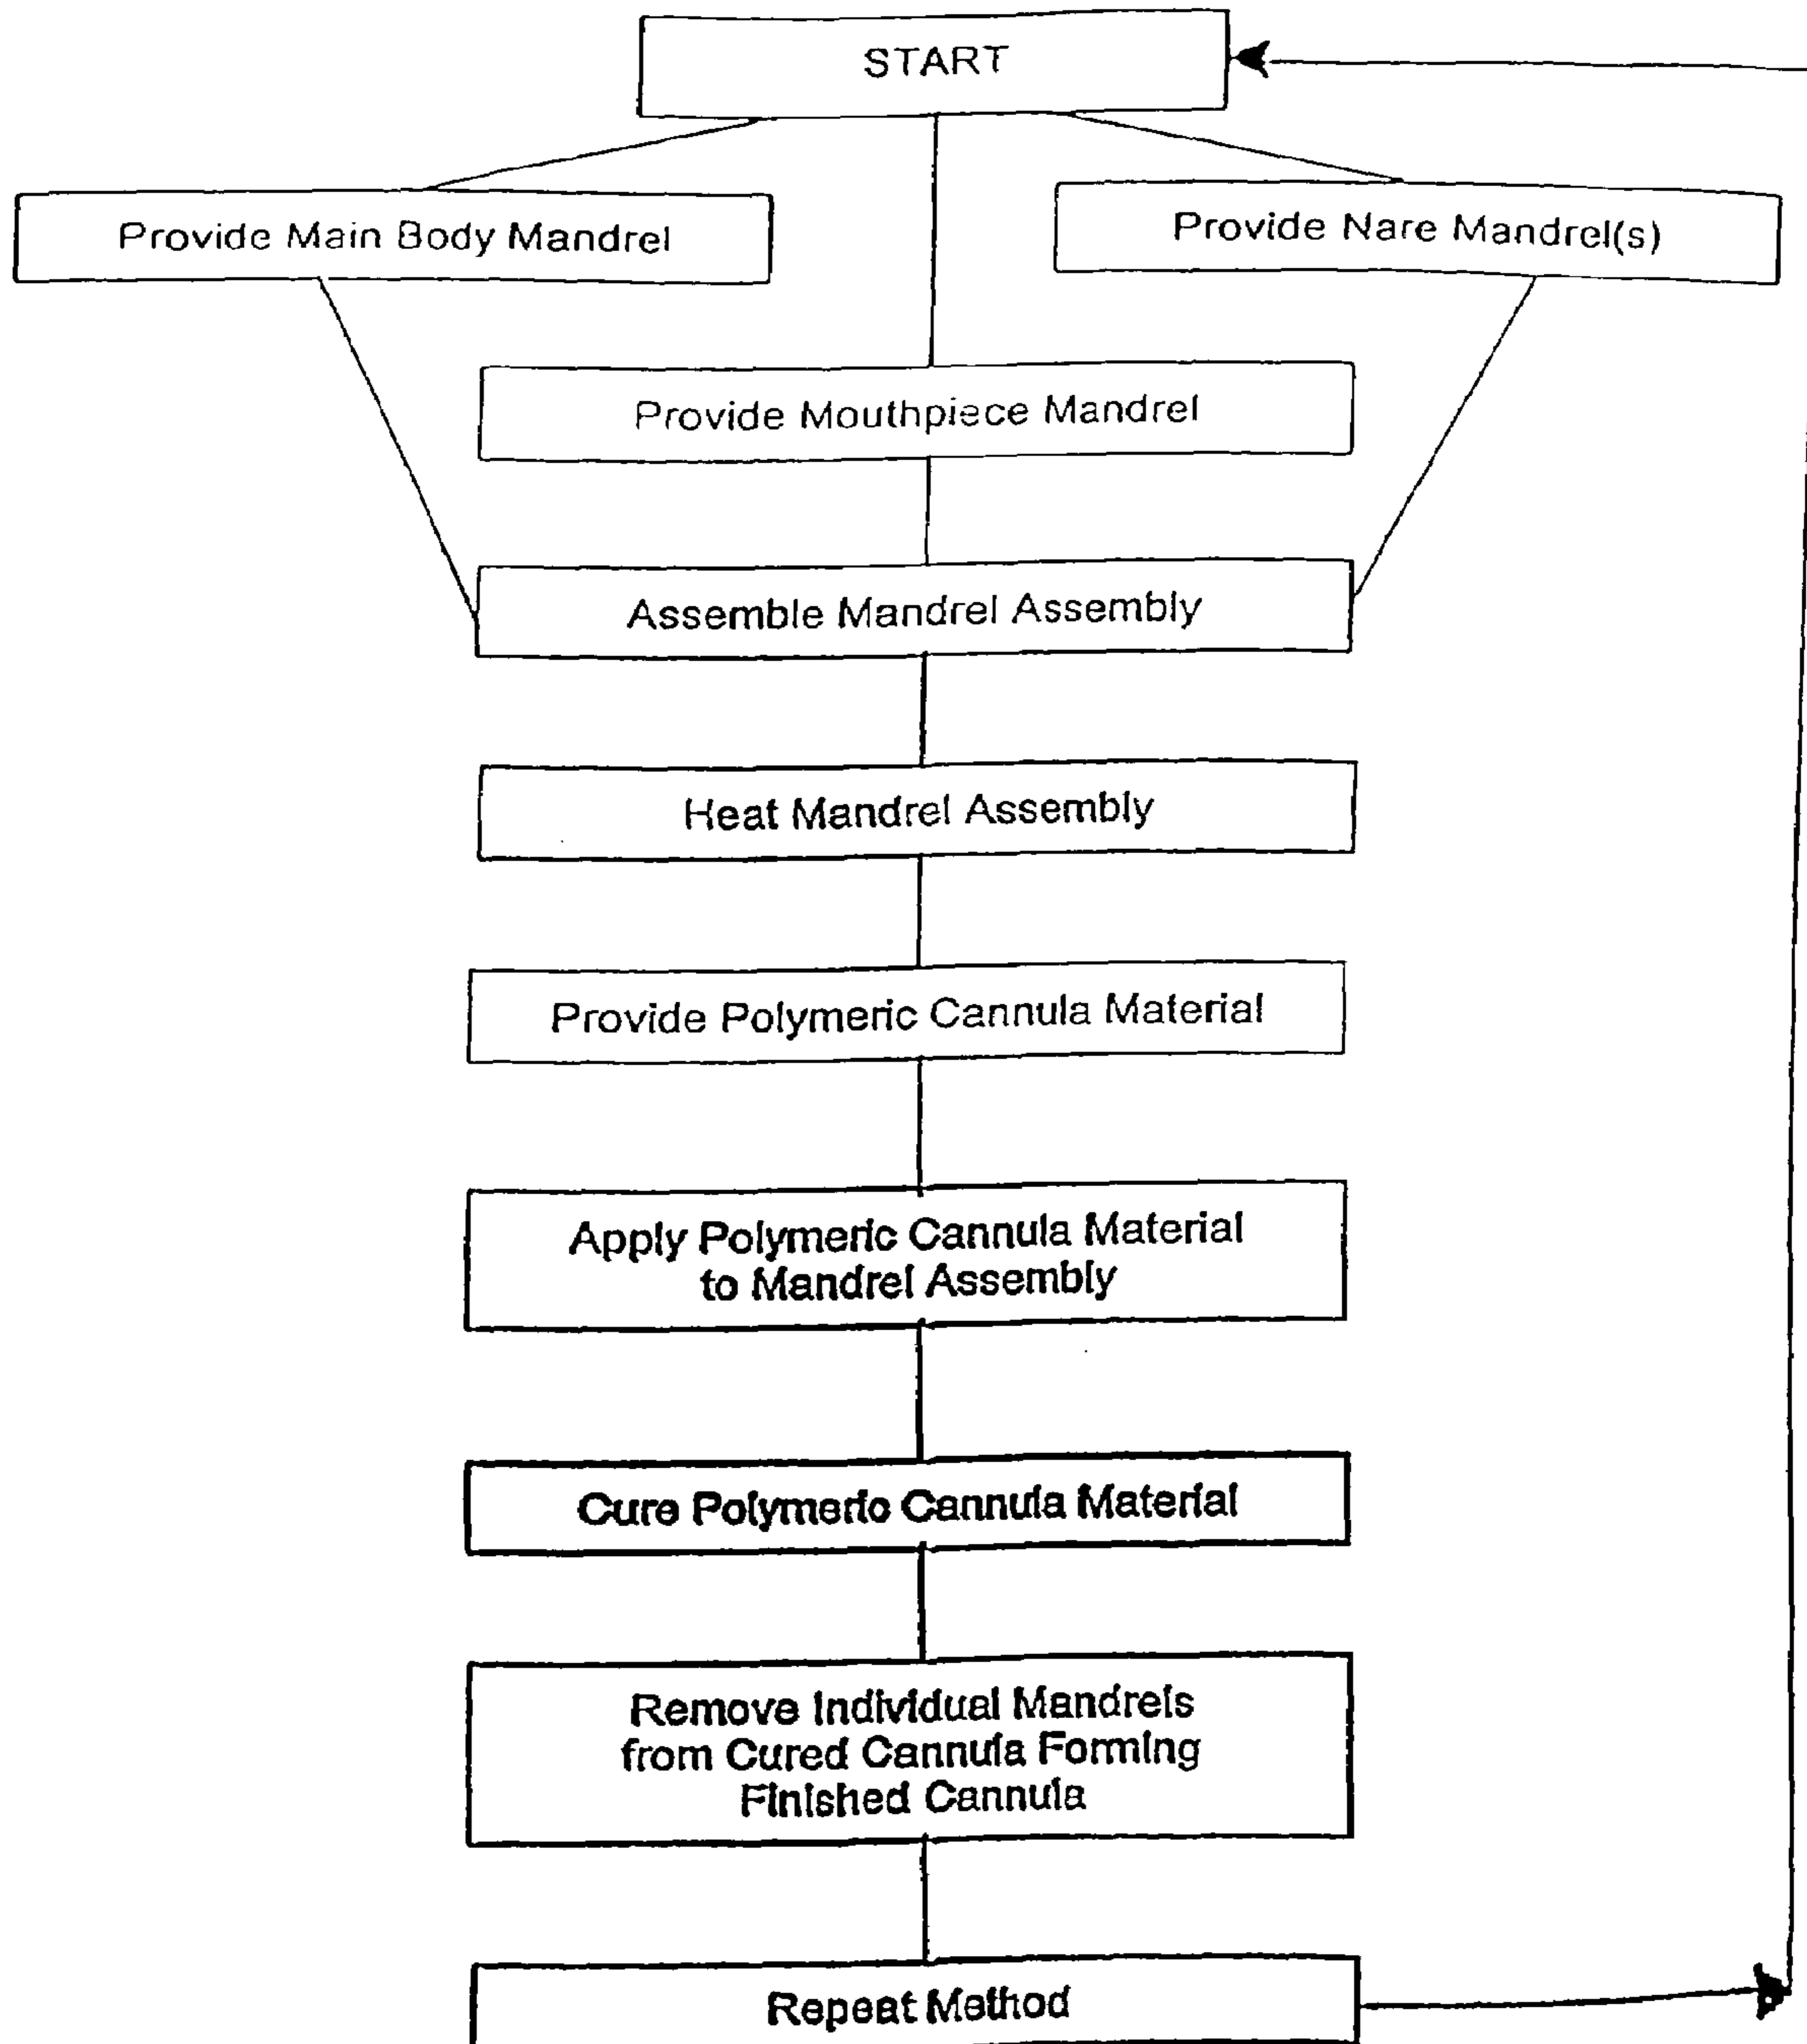 START
Provide Main Body Mandrel
Provide Nare Mandrel(s)
Provide Mouthpiece Mandrel
Assemble Mandrel Assembly
Heat Mandrel Assembly
Provide Polymeric Cannula Material
Apply Polymeric Cannula Material
to Mandrel Assembly
Cure Polymeric Cannula Material
Remove Individual Mandrels
from Cured Cannula Forming
Finished Cannula
Repeat Method